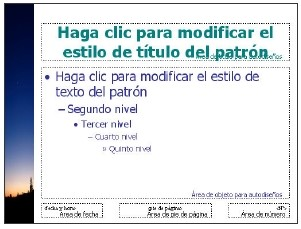 Haga clic para modificar el
estilo de título del patrón
Área de título para autodiseños
• Haga clic para modificar el estilo de
texto del patrón
– Segundo nivel
• Tercer nivel
– Cuarto nivel
» Quinto nivel
Área de objeto para autodiseños
Área de fecha
pie de página
Área de pie de página
Área de número